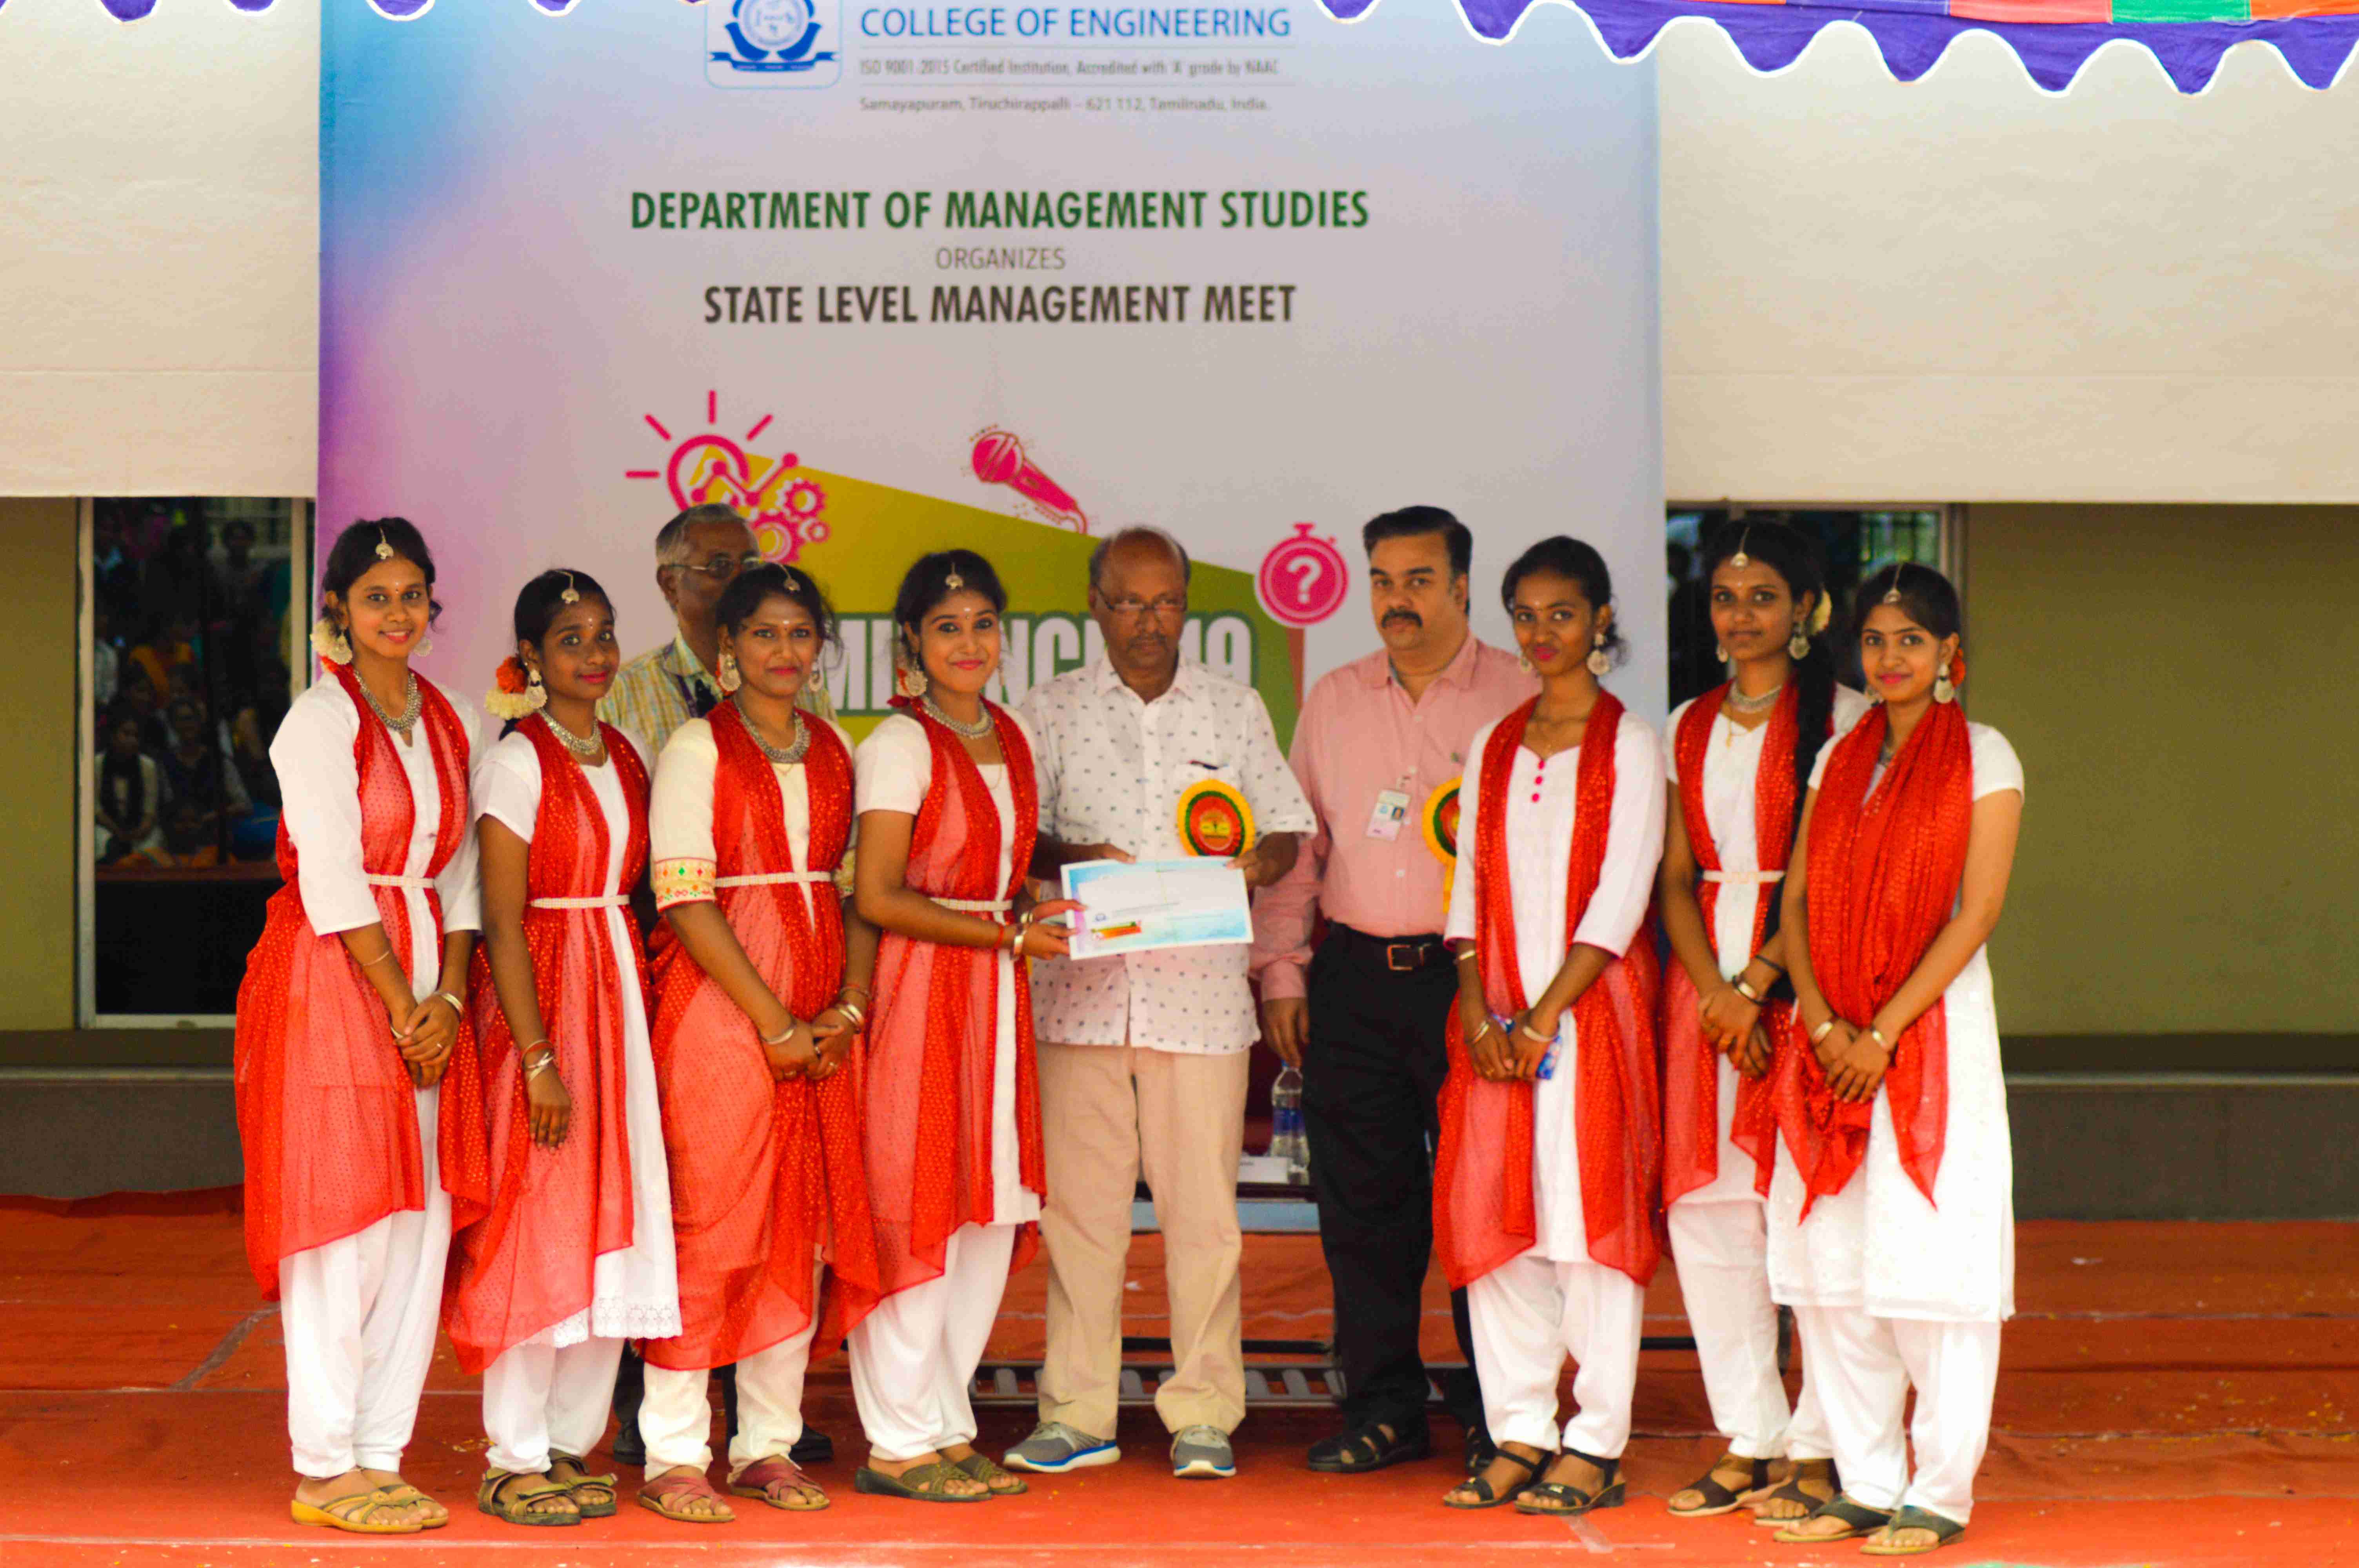 COLLEGE OF ENGINEERING
ISO 9001:2015 Certified Institution, Accredited with 'A' grade by NAAC
Samayapuram, Tiruchirappalli – 621 112, Tamilnadu, India.
DEPARTMENT OF MANAGEMENT STUDIES
ORGANIZES
STATE LEVEL MANAGEMENT MEET
?
19